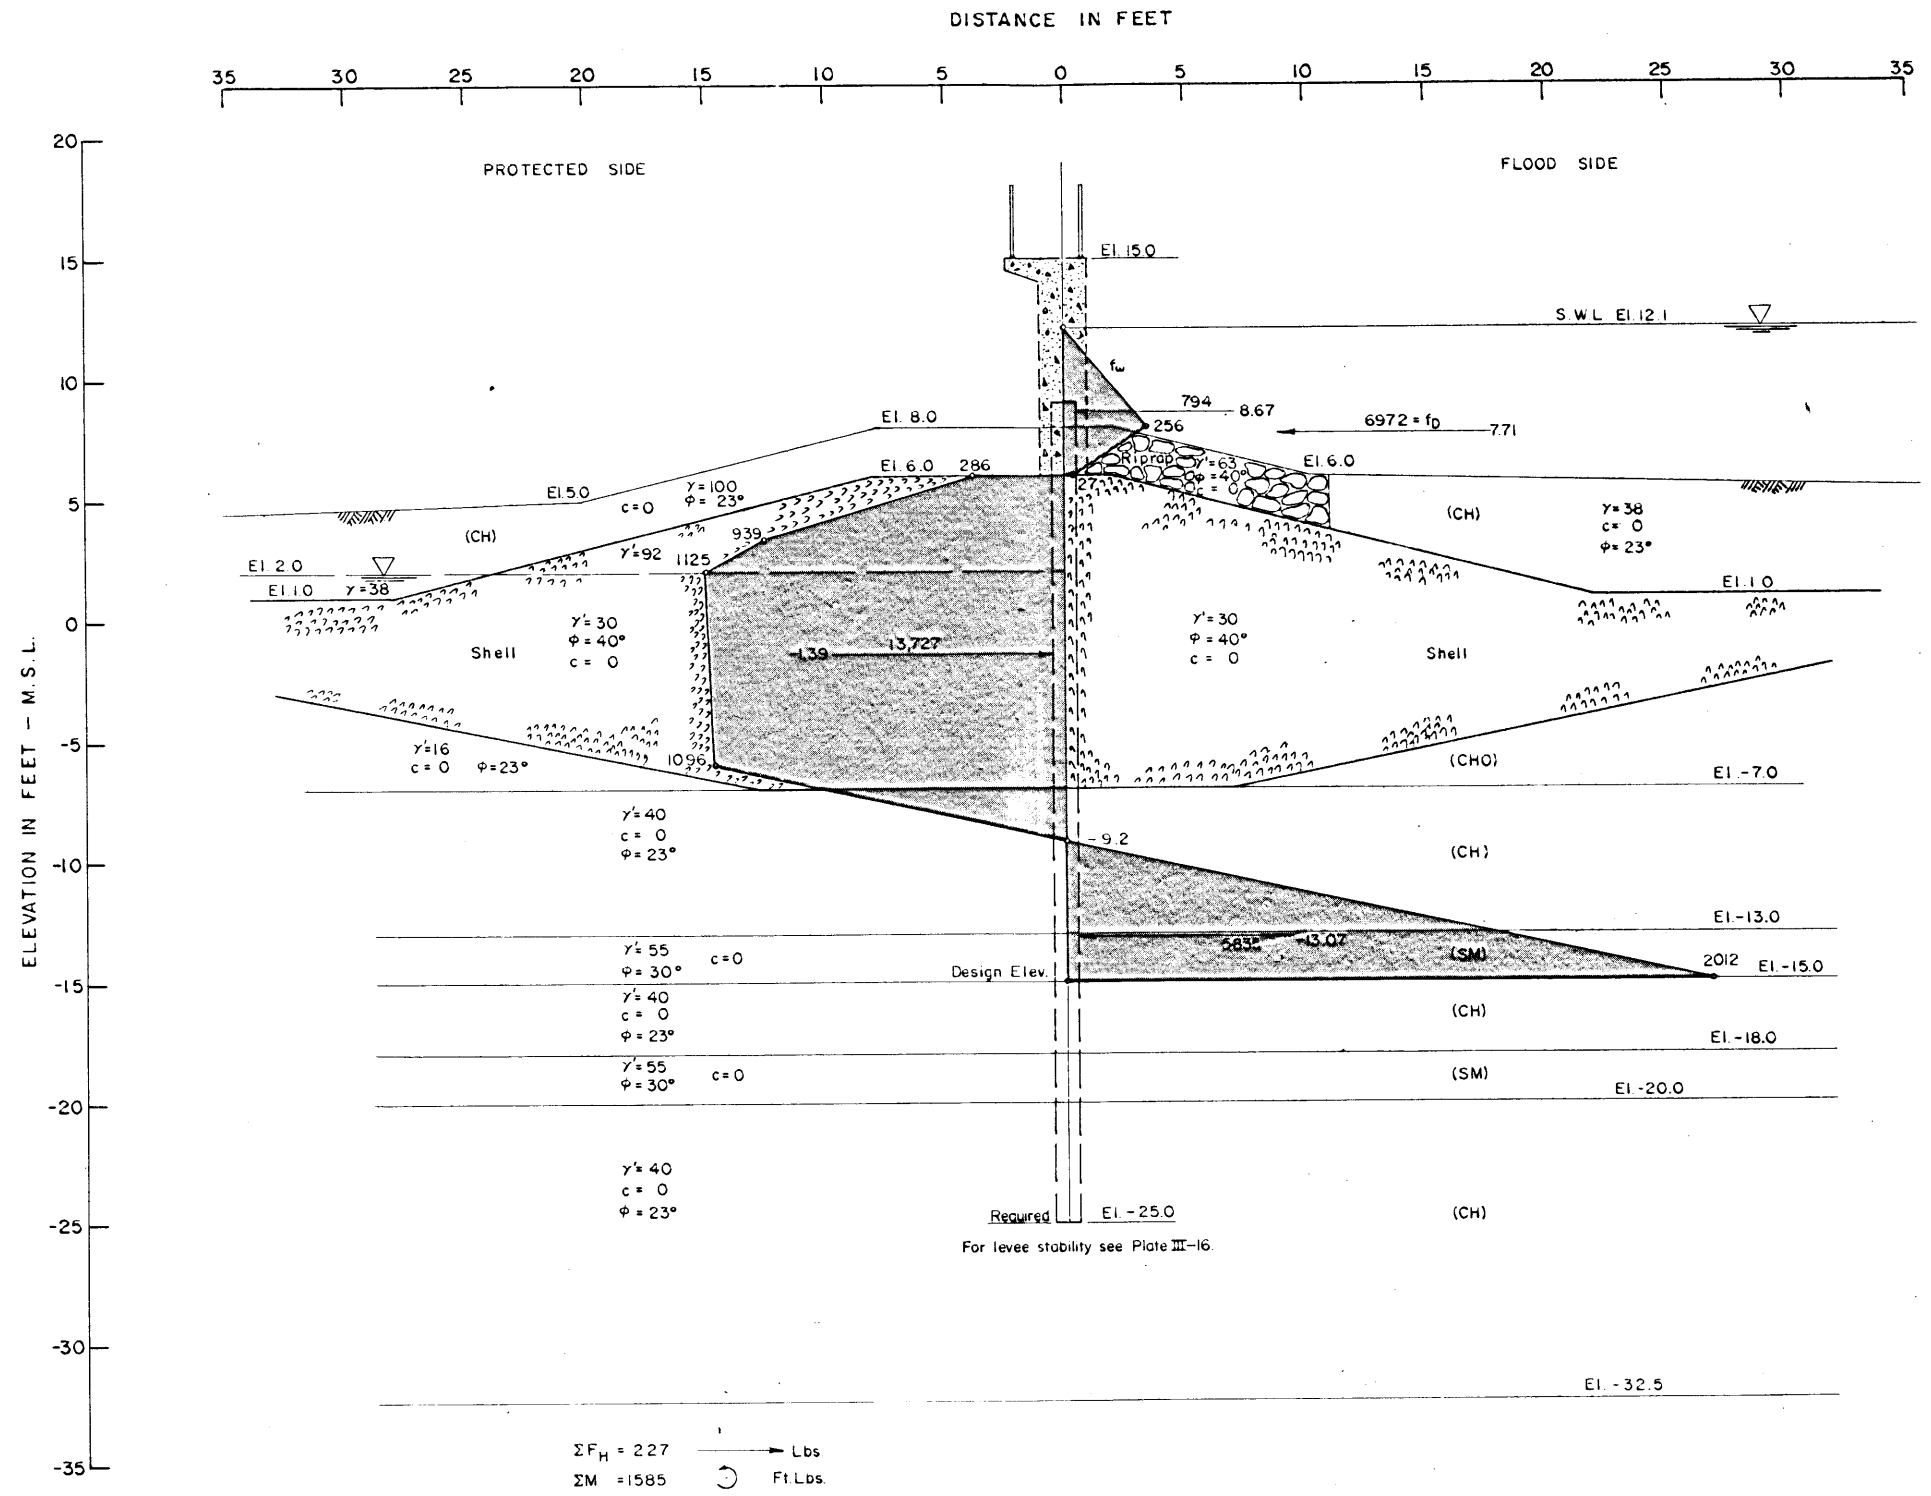 DISTANCE IN FEET
35 30 25 20 15 10 5 0 5 10 15 20 25 30 35
ELEVATION IN FEET - M.S.L.
20
15
10
5
0
-5
-10
-15
-20
-25
-30
-35
PROTECTED SIDE
FLOOD SIDE
El. 15.0
S.W.L El. 12.1
fw
794
8.67
6972 = fD
7.71
256
El. 8.0
El. 6.0
286
Riprap
γ'= 63
φ = 40°
c = 0
El. 6.0
27
El. 5.0
γ = 100
c = 0
φ = 23°
(CH)
939
γ'= 92
1125
(CH)
γ = 38
c = 0
φ = 23°
El. 2.0
El. 1.0
γ = 38
El. 1.0
γ'= 30
φ = 40°
c = 0
Shell
1.39
13,727
γ'= 30
φ = 40°
c = 0
Shell
γ'= 16
c = 0 φ = 23°
1096
(CHO)
El. -7.0
γ'= 40
c = 0
φ = 23°
-9.2
(CH)
El. -13.0
γ'= 55
c = 0
φ = 30°
-13.07
(SM)
2012
Design Elev.
El. -15.0
γ'= 40
c = 0
φ = 23°
(CH)
El. -18.0
γ'= 55
c = 0
φ = 30°
(SM)
El. -20.0
γ'= 40
c = 0
φ = 23°
(CH)
Required
El. -25.0
For levee stability see Plate III-16.
El. -32.5
ΣFH = 227 Lbs
ΣM = 1585 Ft. Lbs.